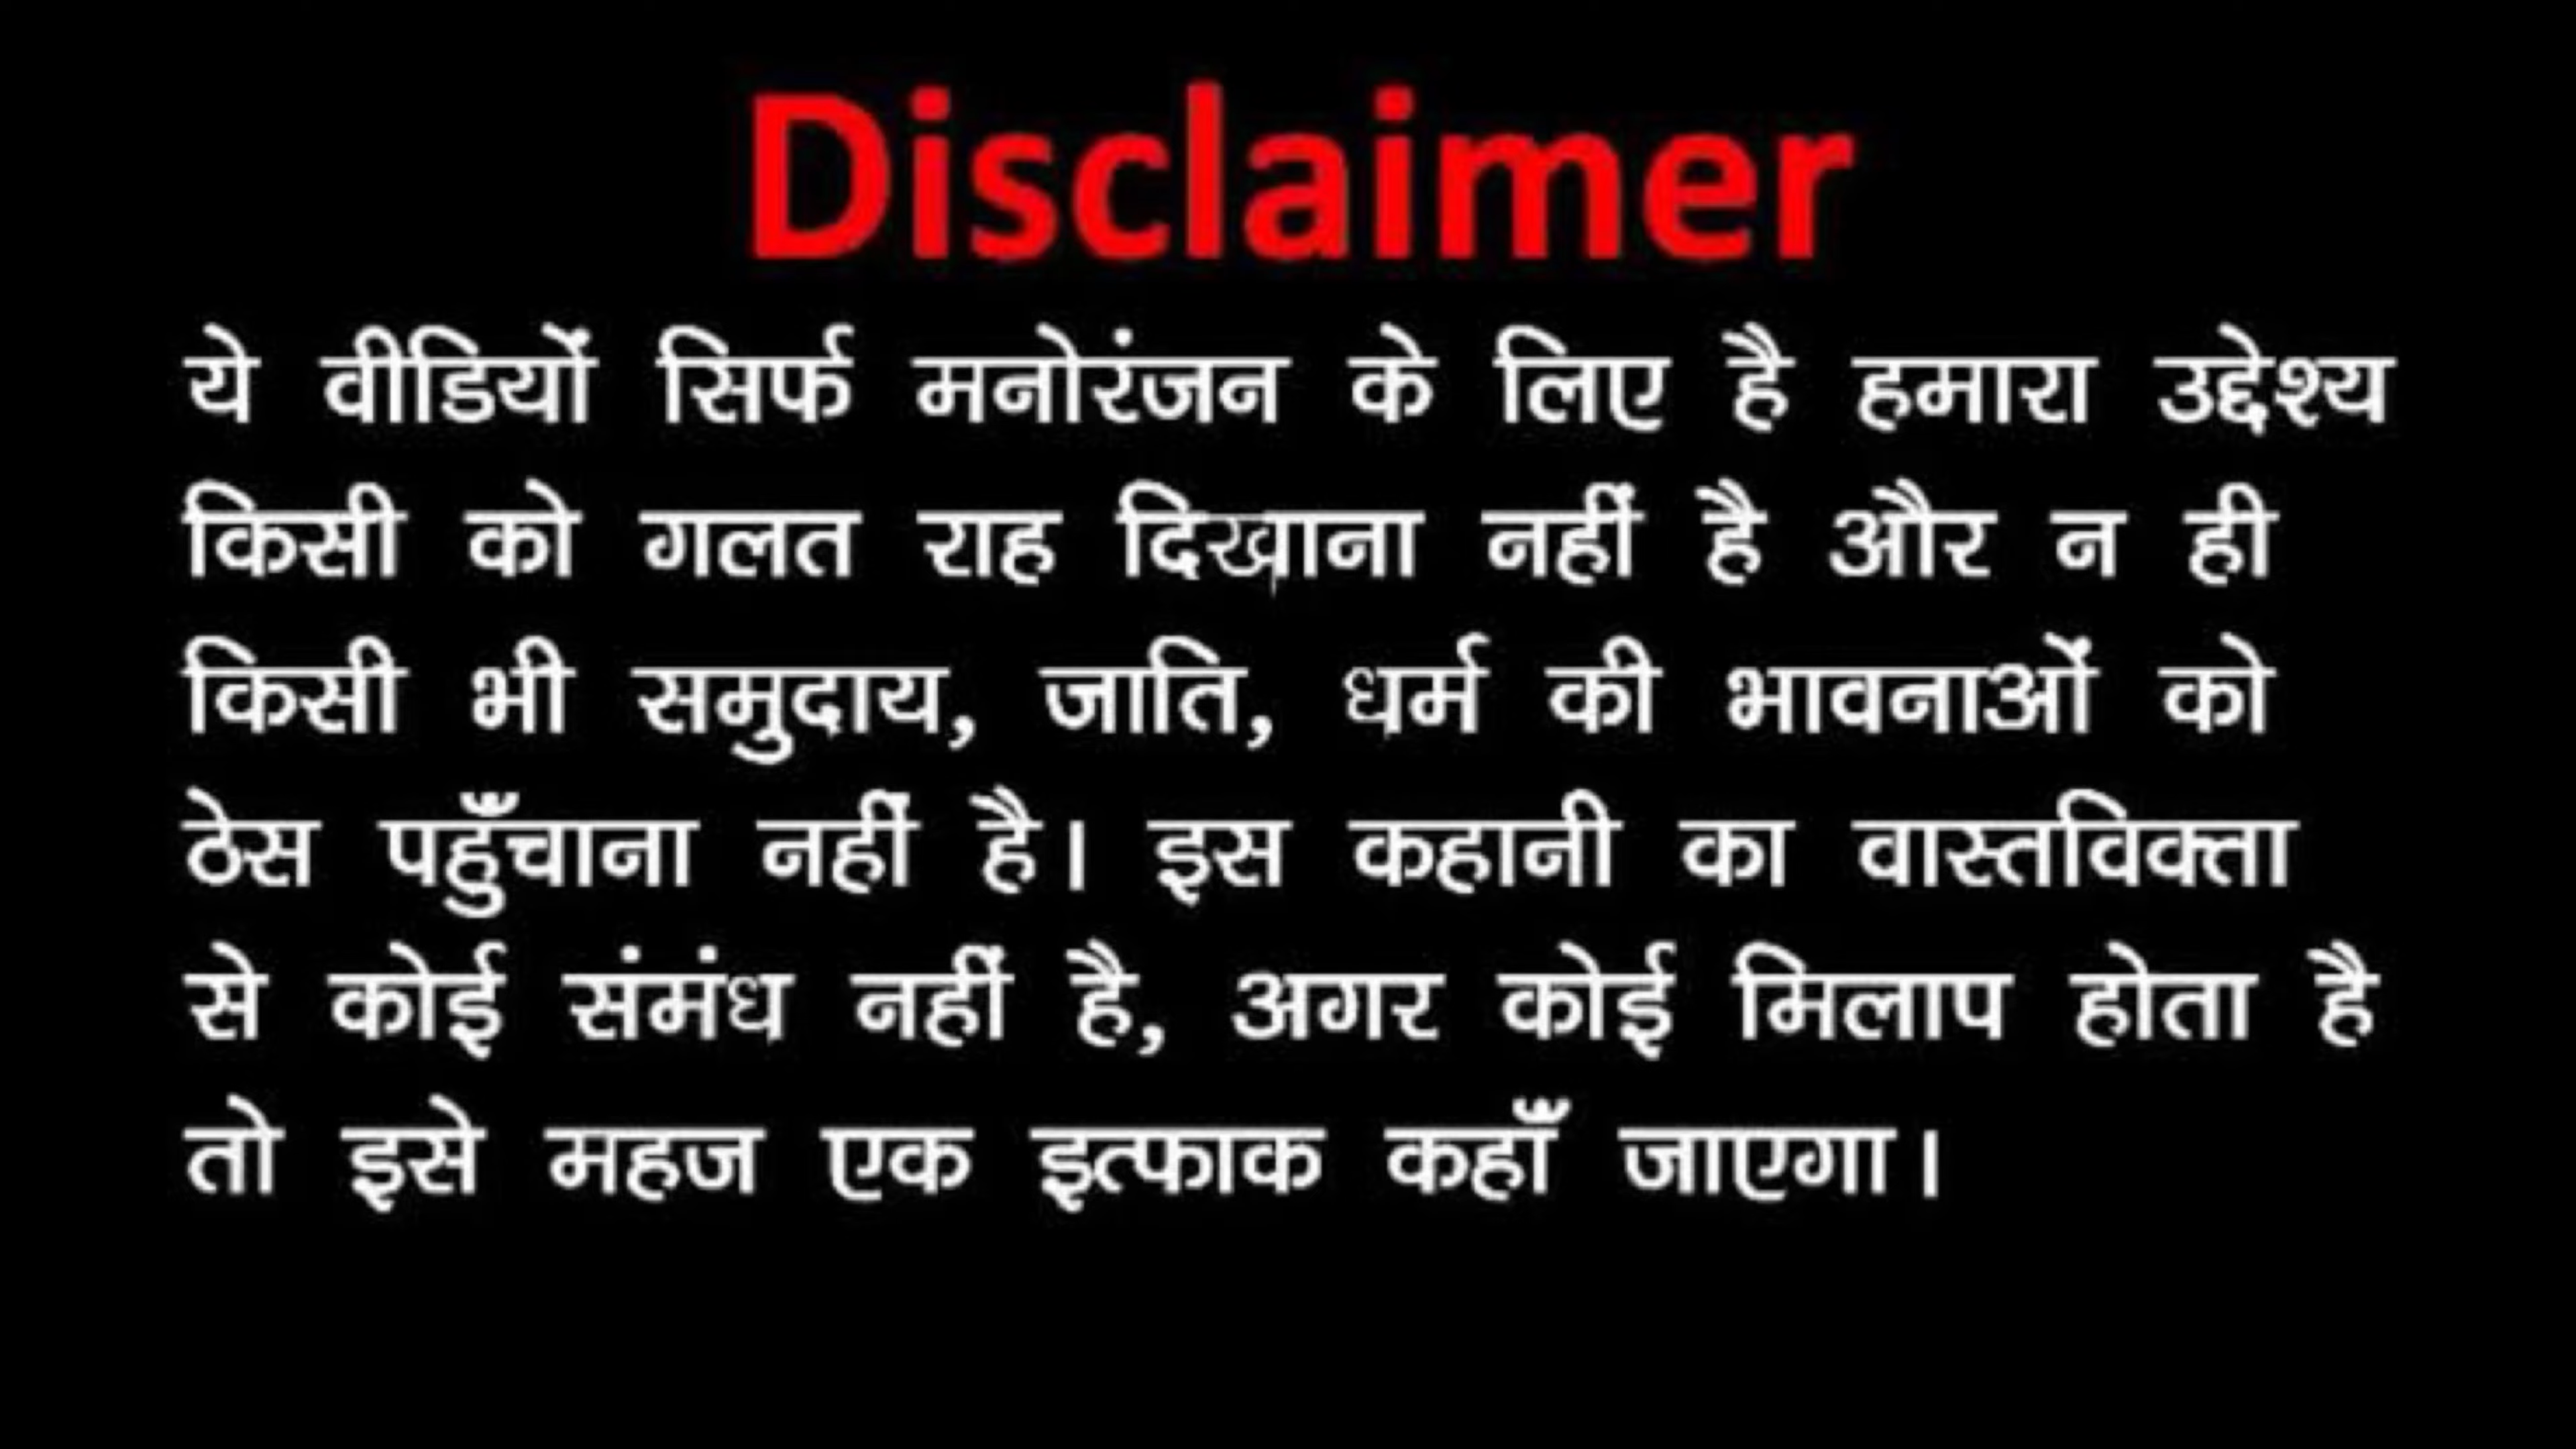 Disclaimer
ये वीडियों सिर्फ मनोरंजन के लिए है हमारा उद्देश्य
किसी को गलत राह दिखाना नहीं है और न ही
किसी भी समुदाय, जाति, धर्म की भावनाओं को
ठेस पहुँचाना नहीं है। इस कहानी का वास्तविक्ता
से कोई संमंध नहीं है, अगर कोई मिलाप होता है
तो इसे महज एक इत्फाक कहाँ जाएगा।